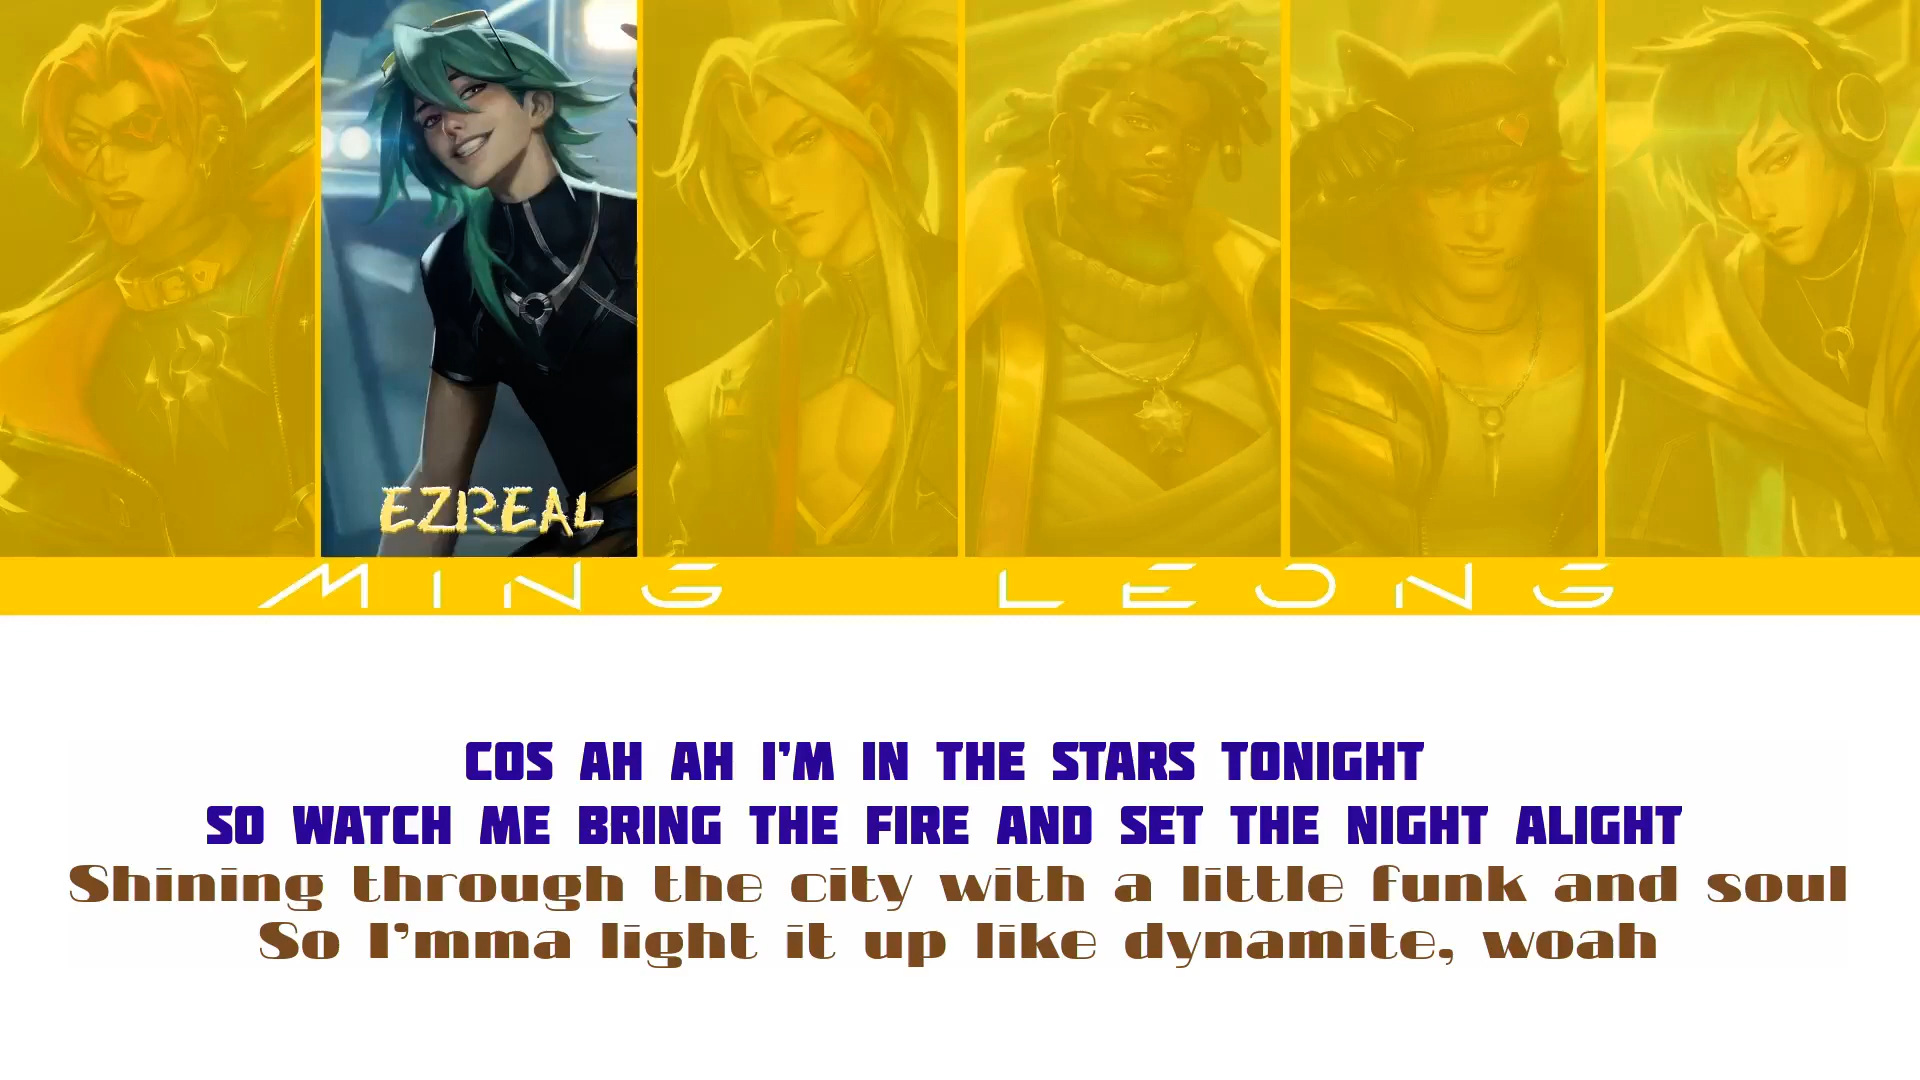 EZREAL
MING LEONG
COS AH AH I'M IN THE STARS TONIGHT
SO WATCH ME BRING THE FIRE AND SET THE NIGHT ALIGHT
Shining through the city with a little funk and soul
So I'mma light it up like dynamite, woah